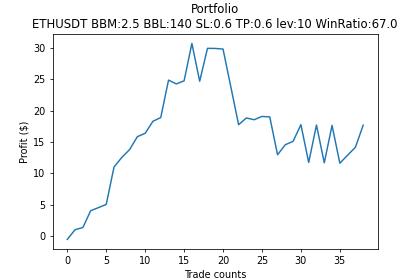 Portfolio
ETHUSDT BBM:2.5 BBL:140 SL:0.6 TP:0.6 lev:10 WinRatio:67.0
30
25
20
15
10
5
0
Profit ($)
0 5 10 15 20 25 30 35
Trade counts